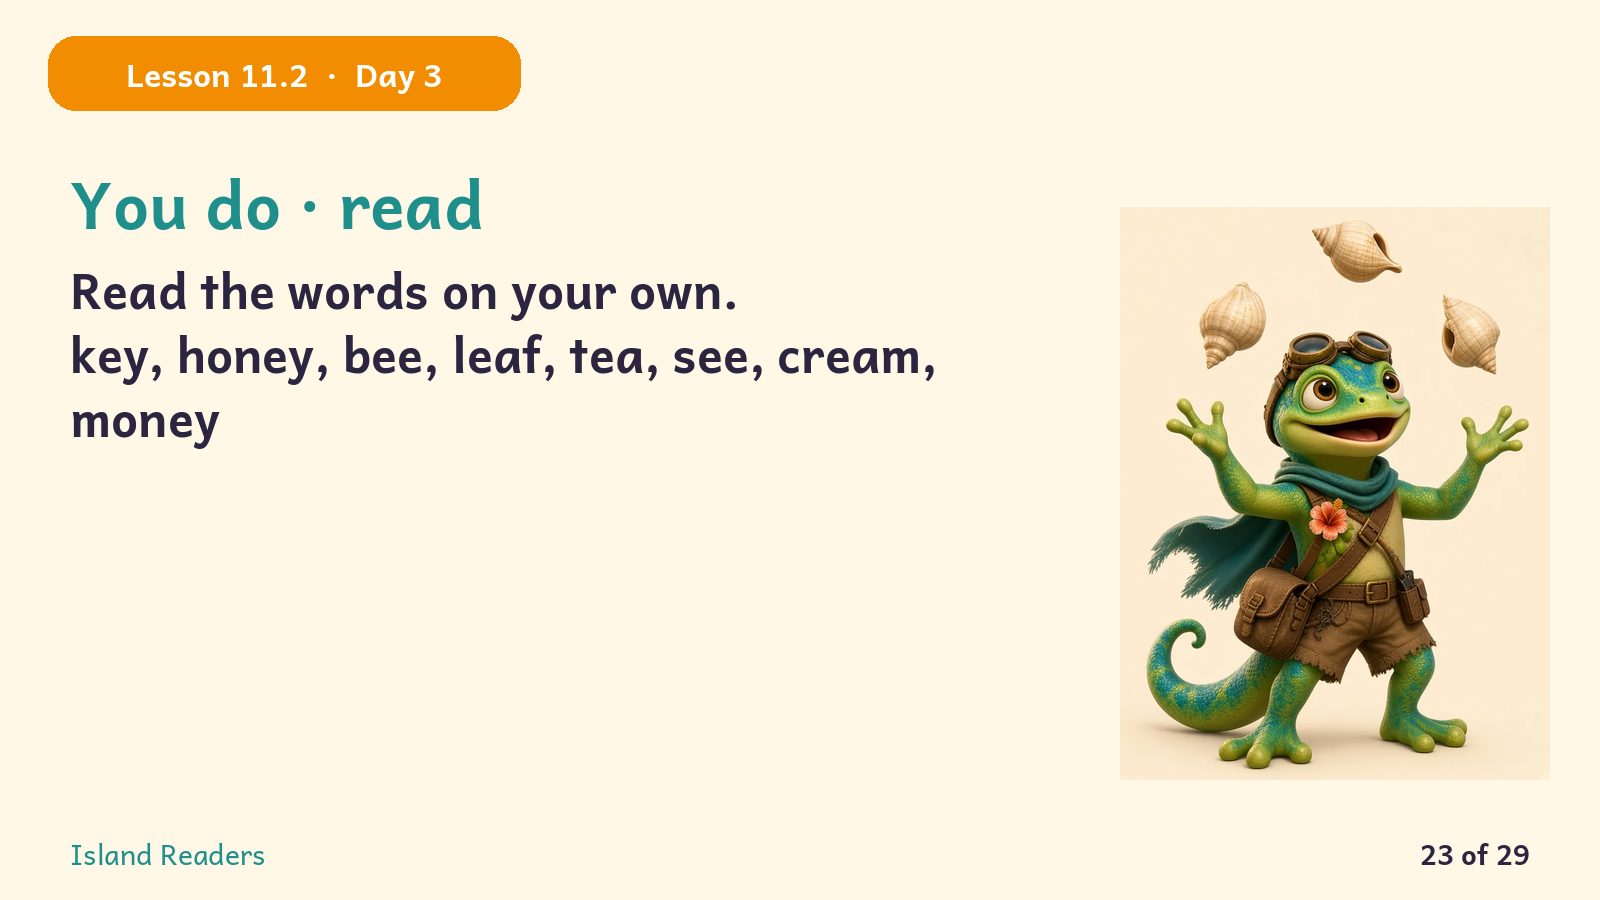 Lesson 11.2 · Day 3
You do · read
Read the words on your own.
key, honey, bee, leaf, tea, see, cream,
money
Island Readers
23 of 29